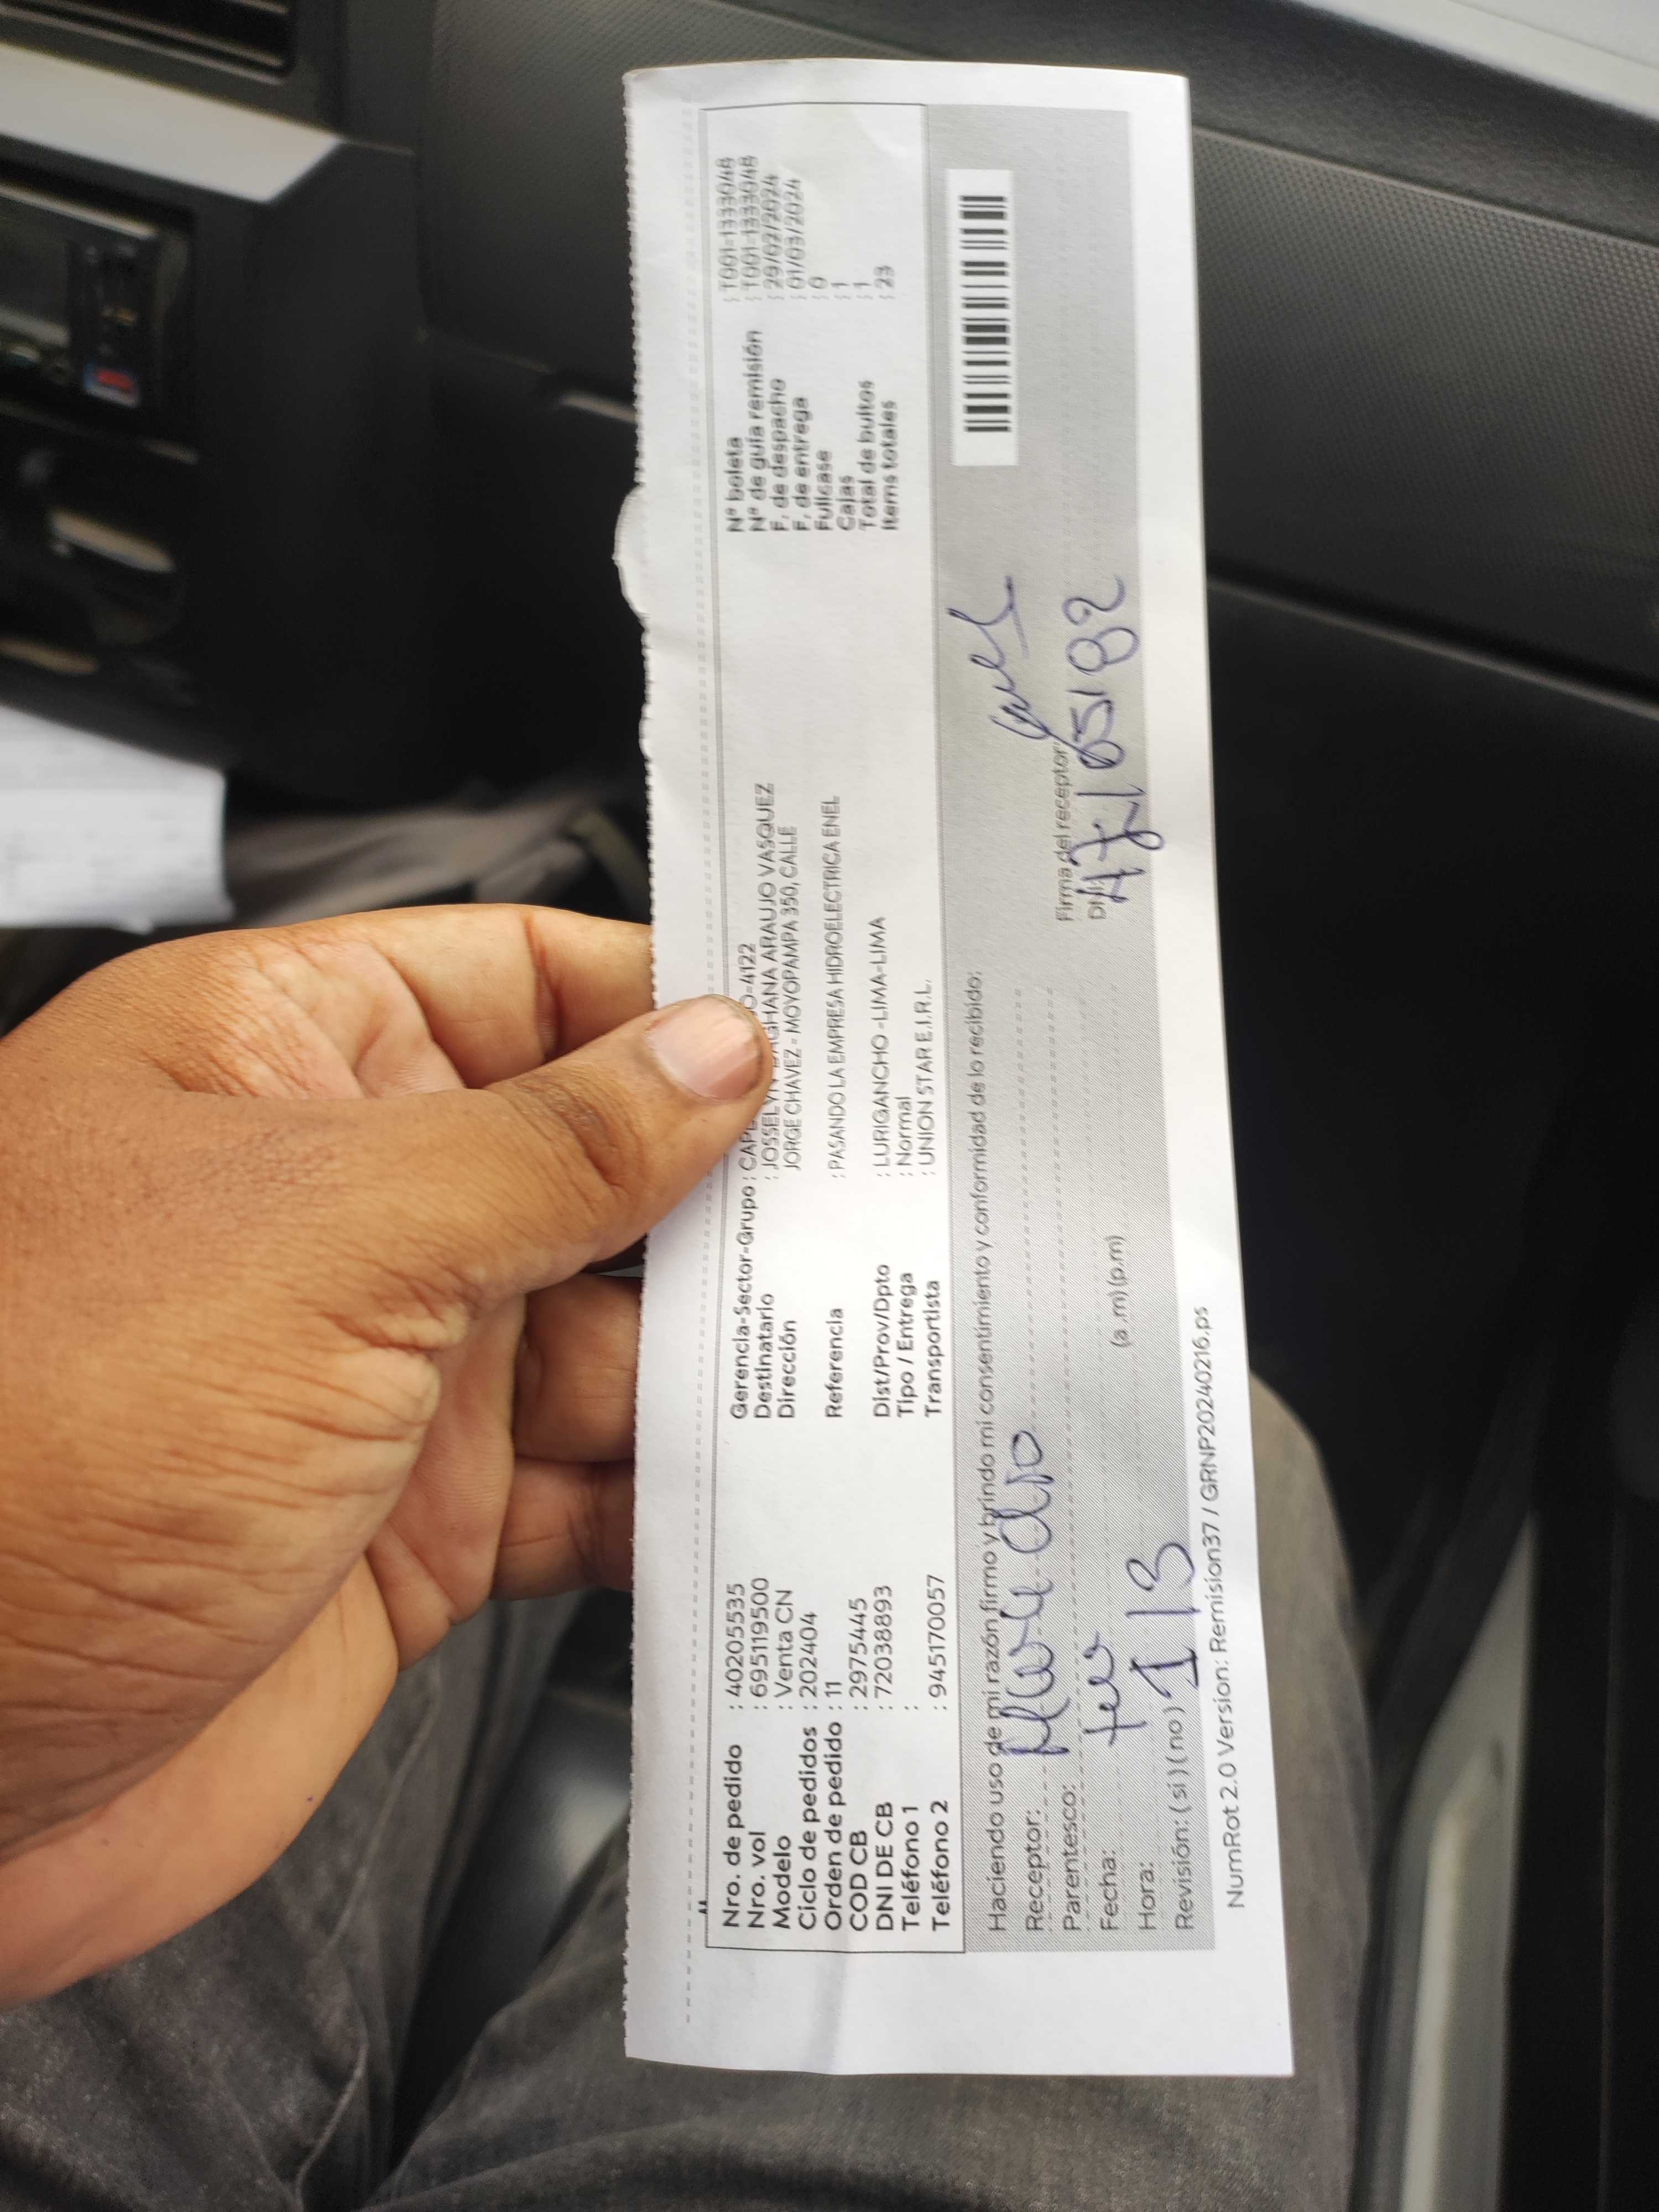 Nro. de pedido : 40205535
Nro. vol : 695119500
Modelo : Venta CN
Ciclo de pedidos : 202404
Orden de pedido : 11
COD CB : 2975445
DNI DE CB : 72038893
Teléfono 1 :
Teléfono 2 : 945170057
Gerencia-Sector-Grupo : O-4122
Destinatario : JOSSELYN ARAUJO VASQUEZ
Dirección JORGE CHAVEZ - MOYOPAMPA 350, CALLE
Referencia : PASANDO LA EMPRESA HIDROELECTRICA ENEL
Dist/Prov/Dpto : LURIGANCHO -LIMA-LIMA
Tipo / Entrega : Normal
Transportista : UNION STAR E.I.R.L.
Nº boleta : T001-1333048
Nº de guía remisión : T001-1333048
F. de despacho : 29/02/2024
F. de entrega : 01/03/2024
Fullcase : 0
Cajas : 1
Total de bultos : 1
Items totales : 23
Haciendo uso de mi razón firmo y brindo mi consentimiento y conformidad de lo recibido:
Receptor:
Parentesco:
Fecha:
Hora: (a.m) (p.m)
Revisión: ( si ) ( no ) 1 13
Firma del receptor:
DNI:
NumRot 2.0 Version: Remision37 / GRNP20240216.ps